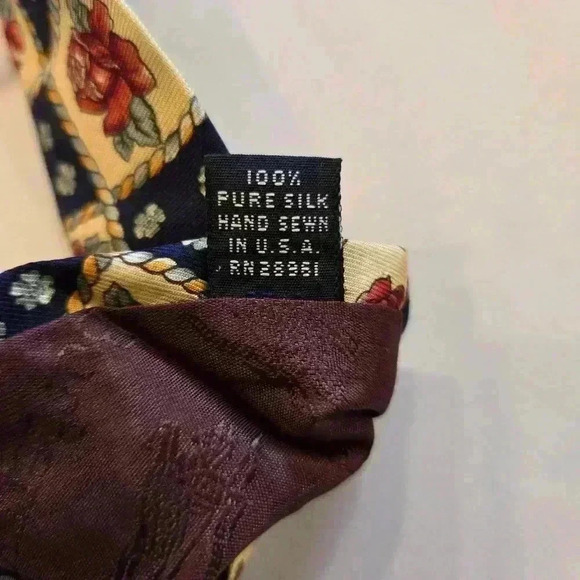 100%
PURE SILK
HAND SEWN
IN U.S.A.
RN28961